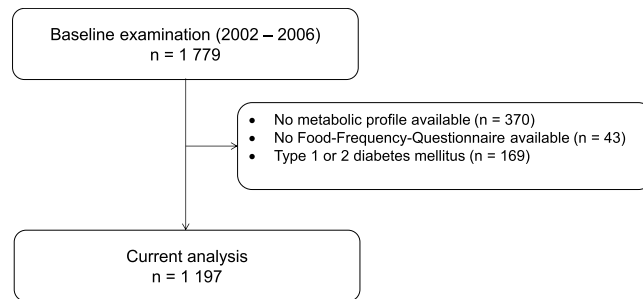 Baseline examination (2002 – 2006)
n = 1 779
• No metabolic profile available (n = 370)
• No Food-Frequency-Questionnaire available (n = 43)
• Type 1 or 2 diabetes mellitus (n = 169)
Current analysis
n = 1 197